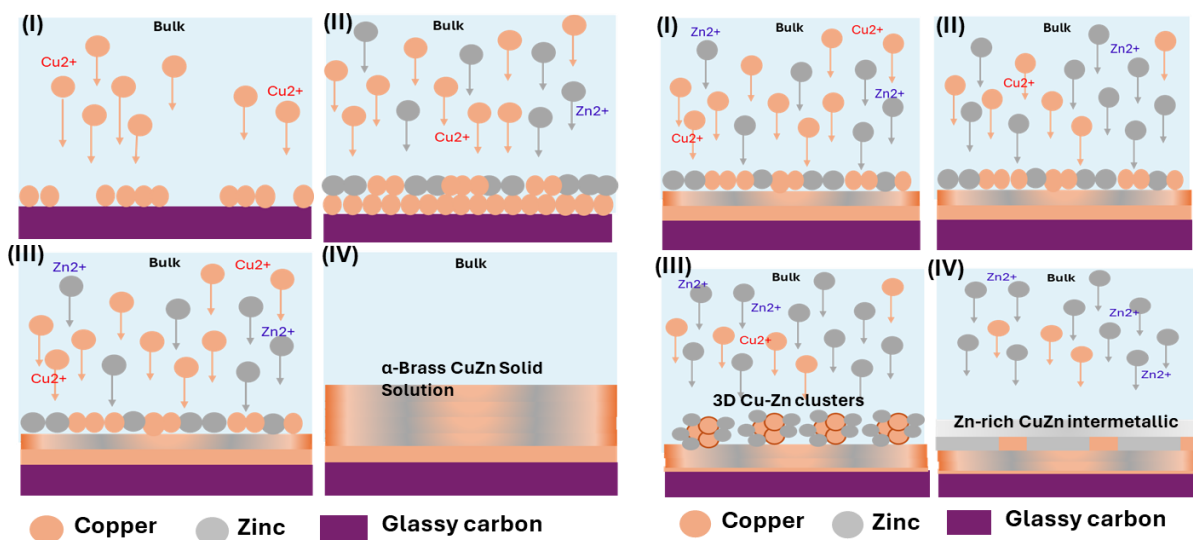 (I)
Bulk
Cu2+
Cu2+
(II)
Bulk
Cu2+
Zn2+
(III)
Zn2+
Bulk
Cu2+
Zn2+
Cu2+
(IV)
Bulk
α-Brass CuZn Solid
Solution
Copper
Zinc
Glassy carbon
(I)
Zn2+
Bulk
Cu2+
Zn2+
Cu2+
(II)
Bulk
Zn2+
Cu2+
(III)
Zn2+
Bulk
Zn2+
Cu2+
3D Cu-Zn clusters
(IV)
Zn2+
Bulk
Zn2+
Zn2+
Zn-rich CuZn intermetallic
Copper
Zinc
Glassy carbon